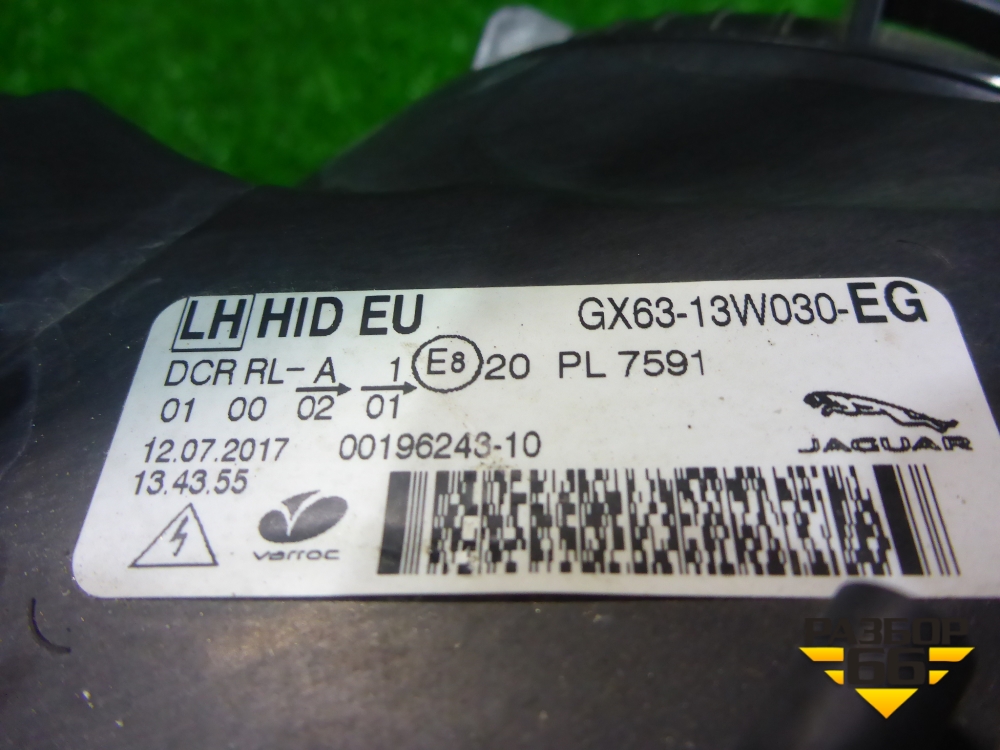 LH HID EU GX63-13W030-EG
DCR RL- A 1 E8 20 PL 7591
01 00 02 01
12.07.2017 00196243-10
JAGUAR
13.43.55
varroc
РАЗБОР
66